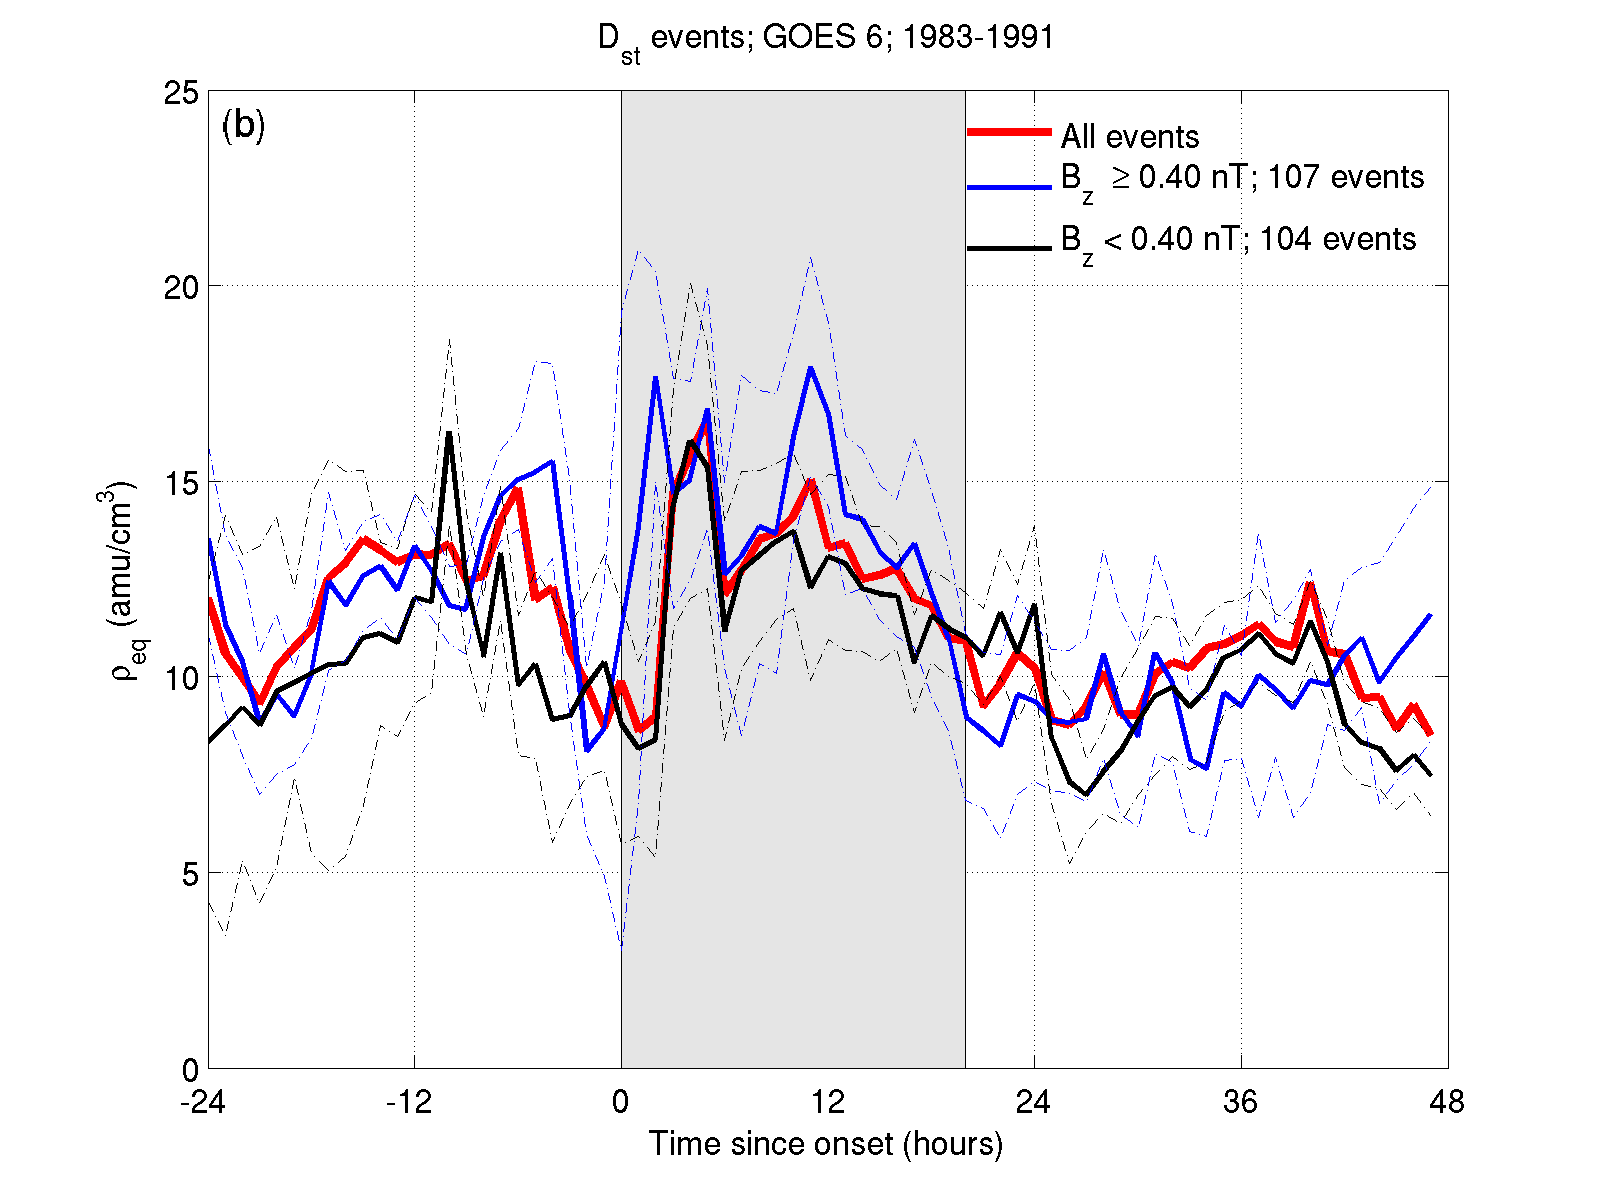 D_st events; GOES 6; 1983-1991
(b)
All events
B_z ≥ 0.40 nT; 107 events
B_z < 0.40 nT; 104 events
25
20
15
10
5
0
ρ_eq (amu/cm^3)
-24 -12 0 12 24 36 48
Time since onset (hours)